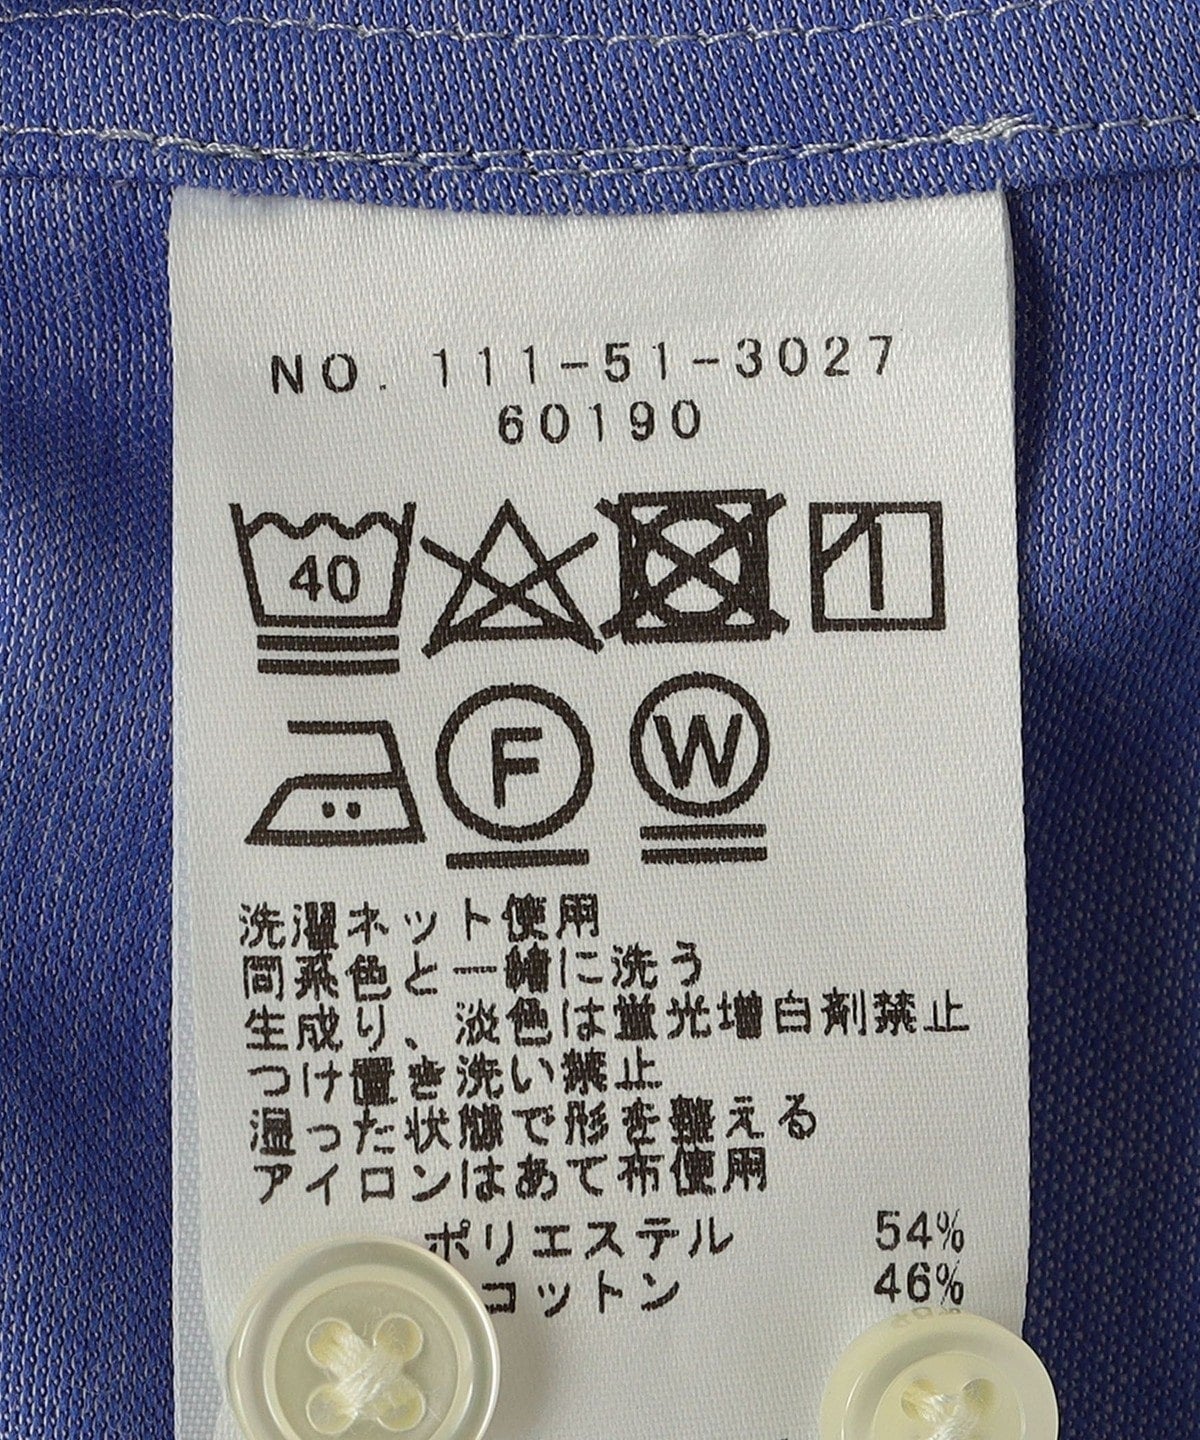 NO. 111-51-3027
60190
40
F
W
洗濯ネット使用
同系色と一緒に洗う
生成り、淡色は蛍光増白剤禁止
つけ置き洗い禁止
湿った状態で形を整える
アイロンはあて布使用
ポリエステル 54%
コットン 46%